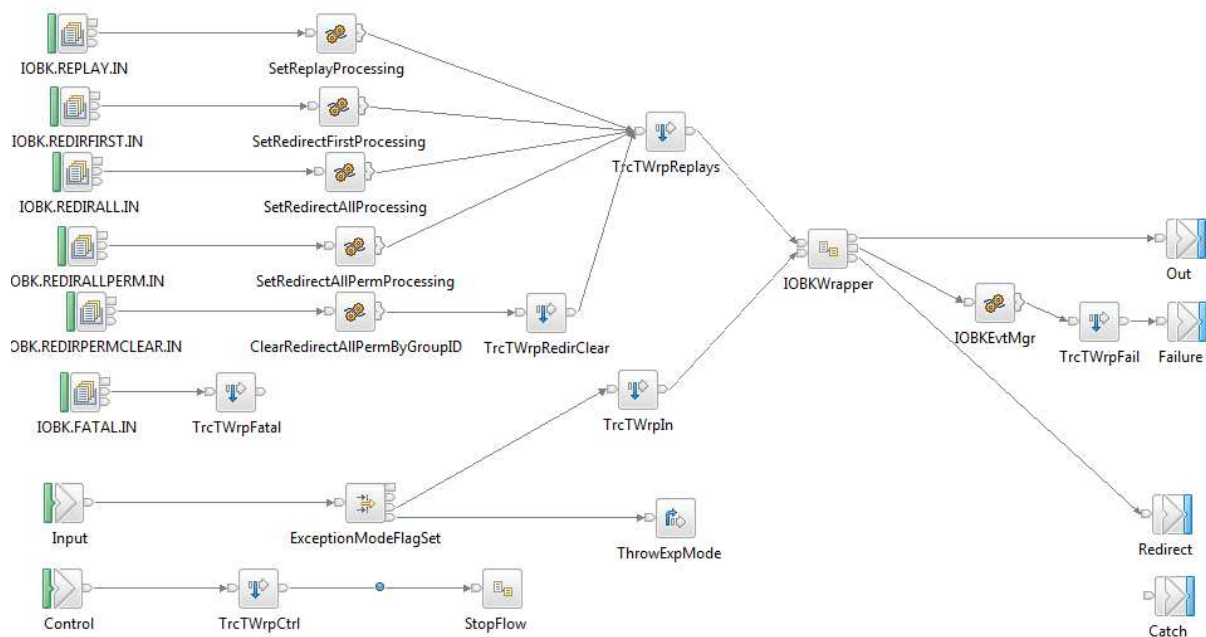 IOBK.REPLAY.IN
SetReplayProcessing
IOBK.REDIRFIRST.IN
SetRedirectFirstProcessing
TrcTWrpReplays
IOBK.REDIRALL.IN
SetRedirectAllProcessing
OBK.REDIRALLPERM.IN
SetRedirectAllPermProcessing
IOBKWrapper
Out
OBK.REDIRPERMCLEAR.IN
ClearRedirectAllPermByGroupID
TrcTWrpRedirClear
IOBKEvtMgr
TrcTWrpFail
Failure
IOBK.FATAL.IN
TrcTWrpFatal
TrcTWrpIn
Input
ExceptionModeFlagSet
ThrowExpMode
Redirect
Control
TrcTWrpCtrl
StopFlow
Catch